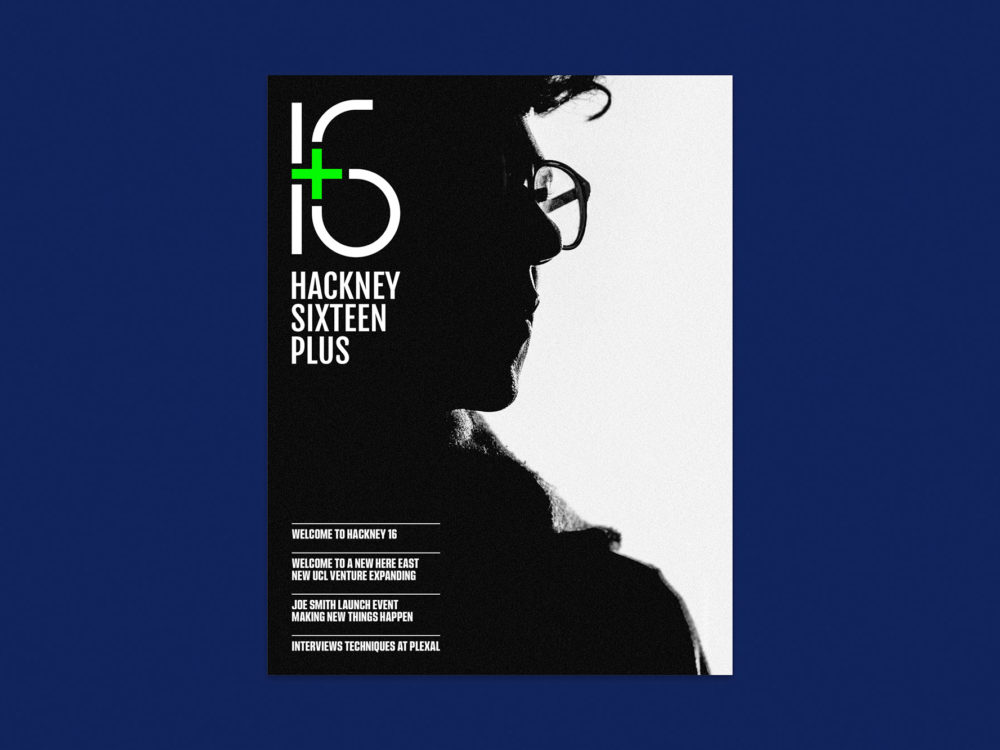 16
+
HACKNEY
SIXTEEN
PLUS
WELCOME TO HACKNEY 16
WELCOME TO A NEW HERE EAST
NEW UCL VENTURE EXPANDING
JOE SMITH LAUNCH EVENT
MAKING NEW THINGS HAPPEN
INTERVIEWS TECHNIQUES AT PLEXAL